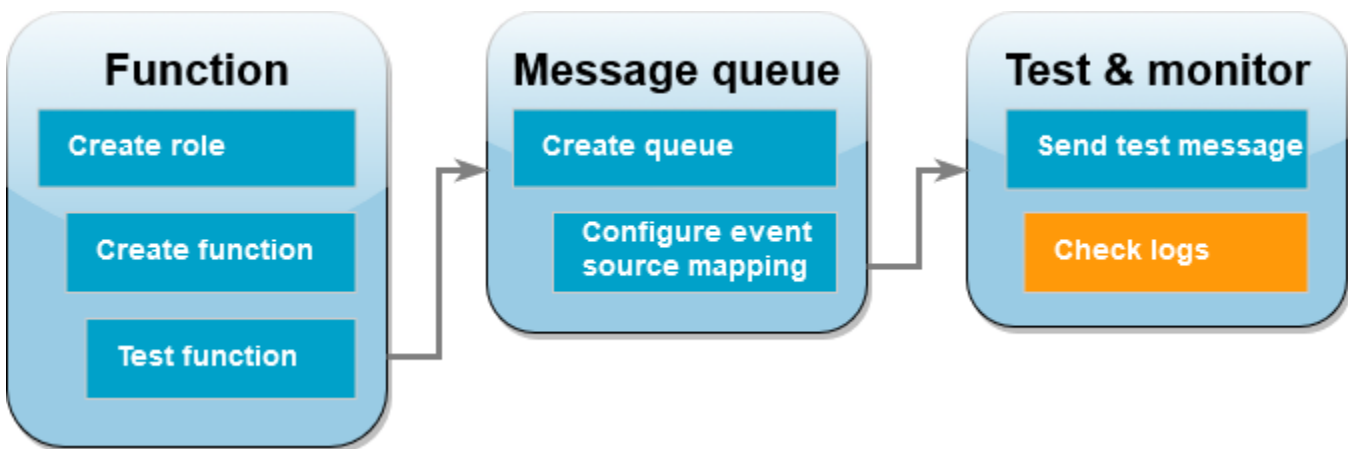 Function
Create role
Create function
Test function
Message queue
Create queue
Configure event
source mapping
Test & monitor
Send test message
Check logs